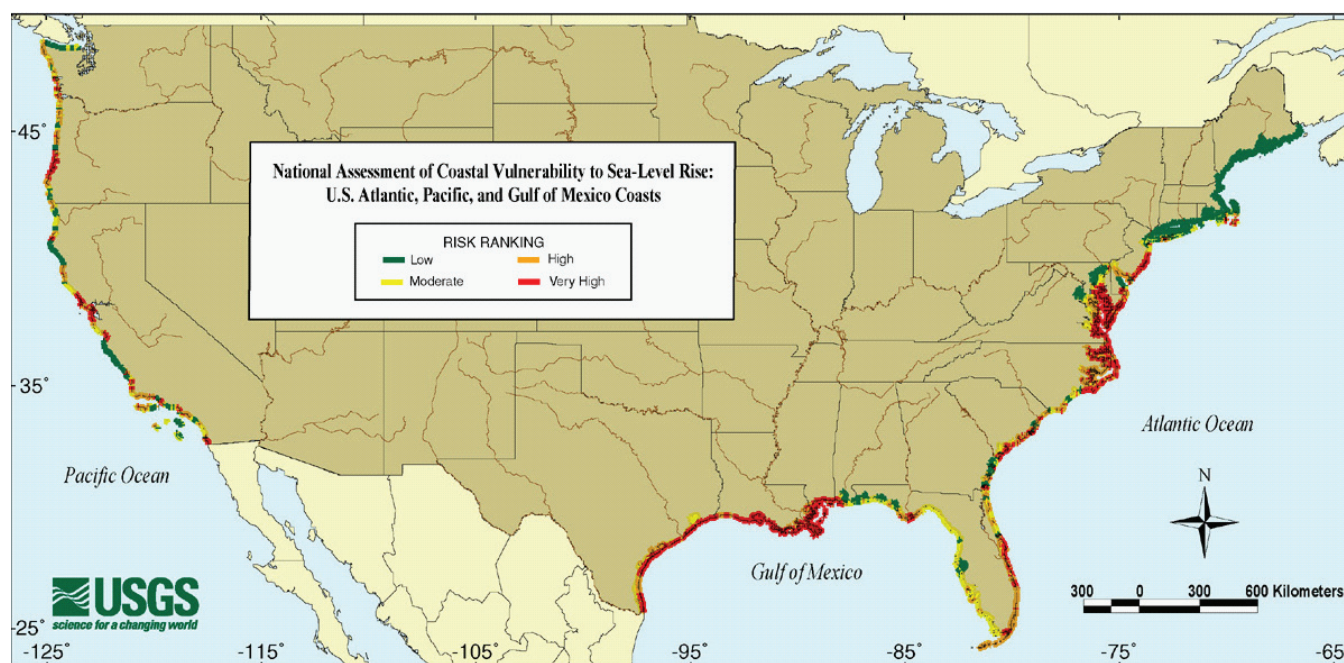 National Assessment of Coastal Vulnerability to Sea-Level Rise:
U.S. Atlantic, Pacific, and Gulf of Mexico Coasts
RISK RANKING
Low
High
Moderate
Very High
45°
35°
25°
Pacific Ocean
Atlantic Ocean
Gulf of Mexico
N
300 0 300 600 Kilometers
USGS
science for a changing world
-125 -115 -105 -95 -85 -75 -65